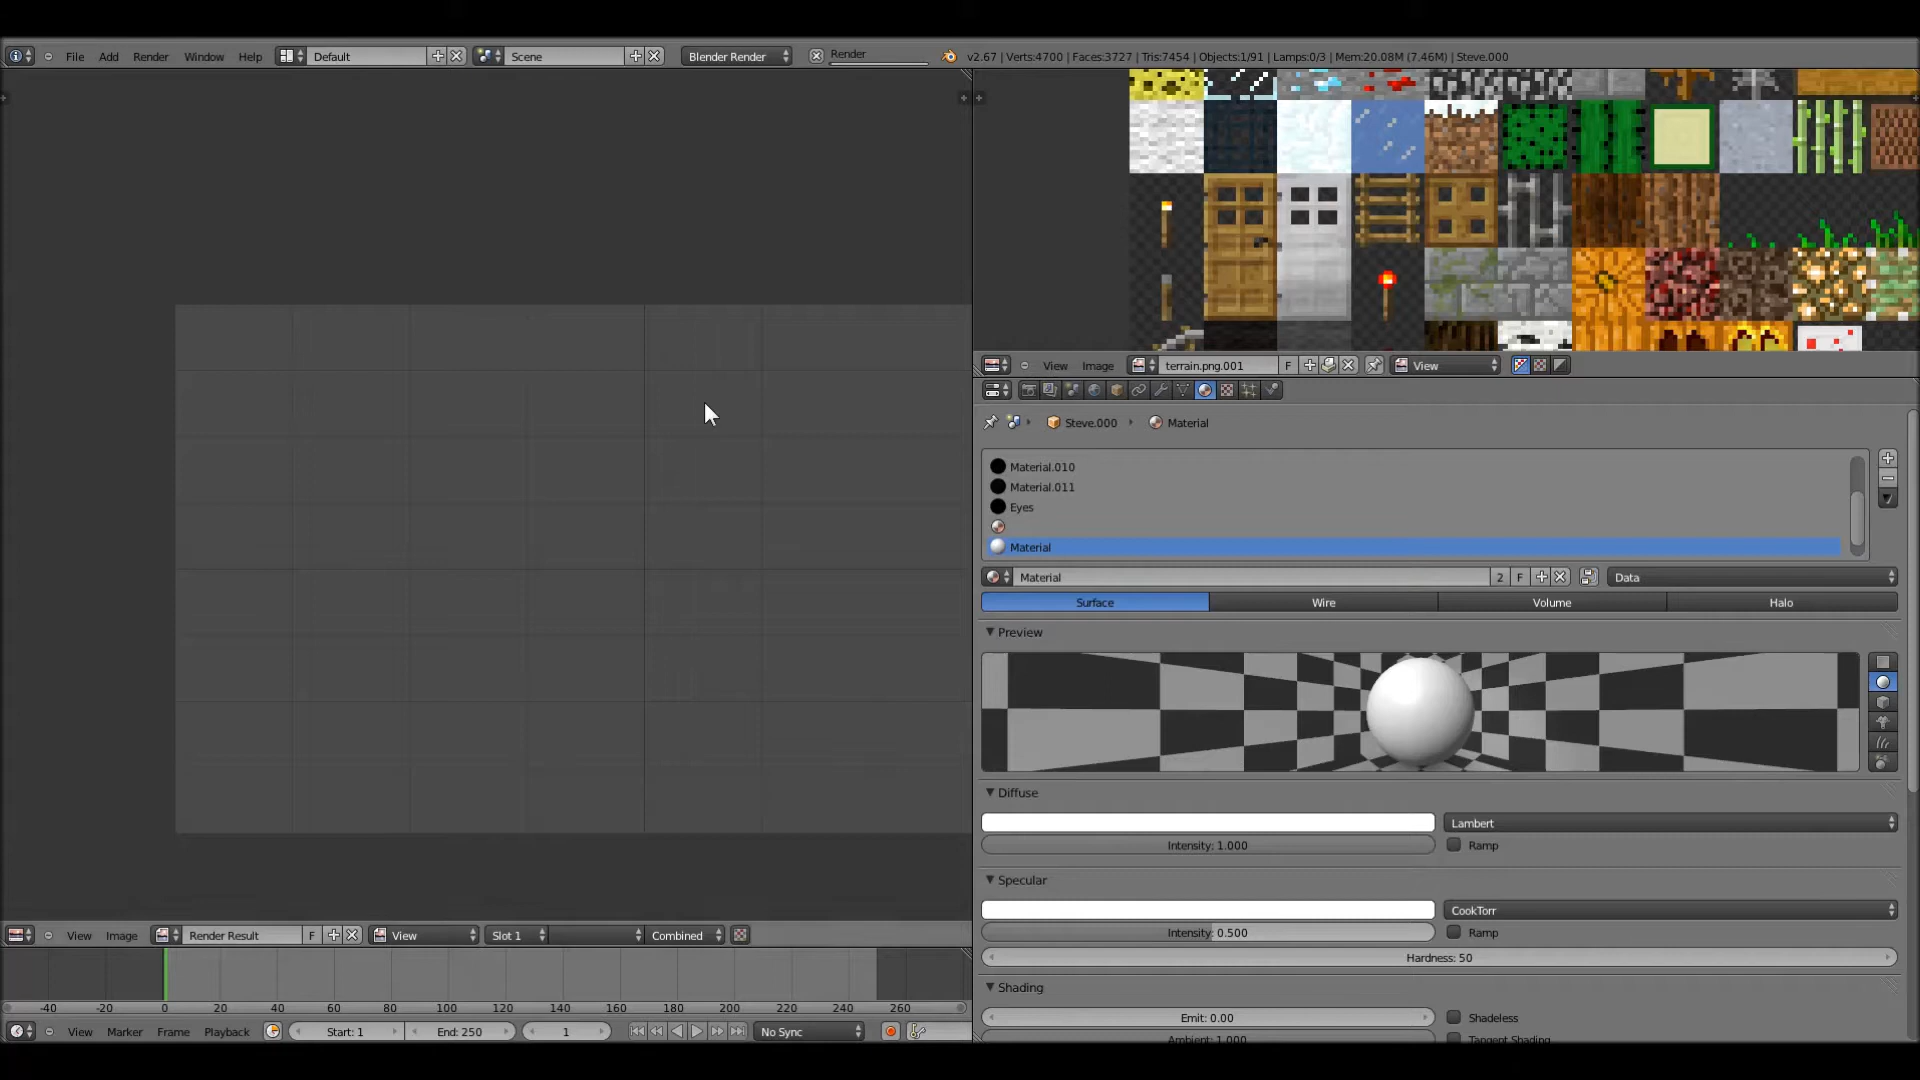 File Add Render Window Help Default Scene Blender Render Render v2.67 | Verts:4700 | Faces:3727 | Tris:7454 | Objects:1/91 | Lamps:0/3 | Mem:20.08M (7.46M) | Steve.000
View Image terrain.png.001 F View
Steve.000 Material
Material.010
Material.011
Eyes
Material
Material 2 F Data
Surface Wire Volume Halo
Preview
Diffuse
Lambert
Intensity: 1.000 Ramp
Specular
CookTorr
Intensity: 0.500 Ramp
Hardness: 50
Shading
Emit: 0.00 Shadeless
Ambient: 1.000 Tangent Shading
View Image Render Result F View Slot 1 Combined
-40 -20 0 20 40 60 80 100 120 140 160 180 200 220 240 260
View Marker Frame Playback Start: 1 End: 250 1 No Sync